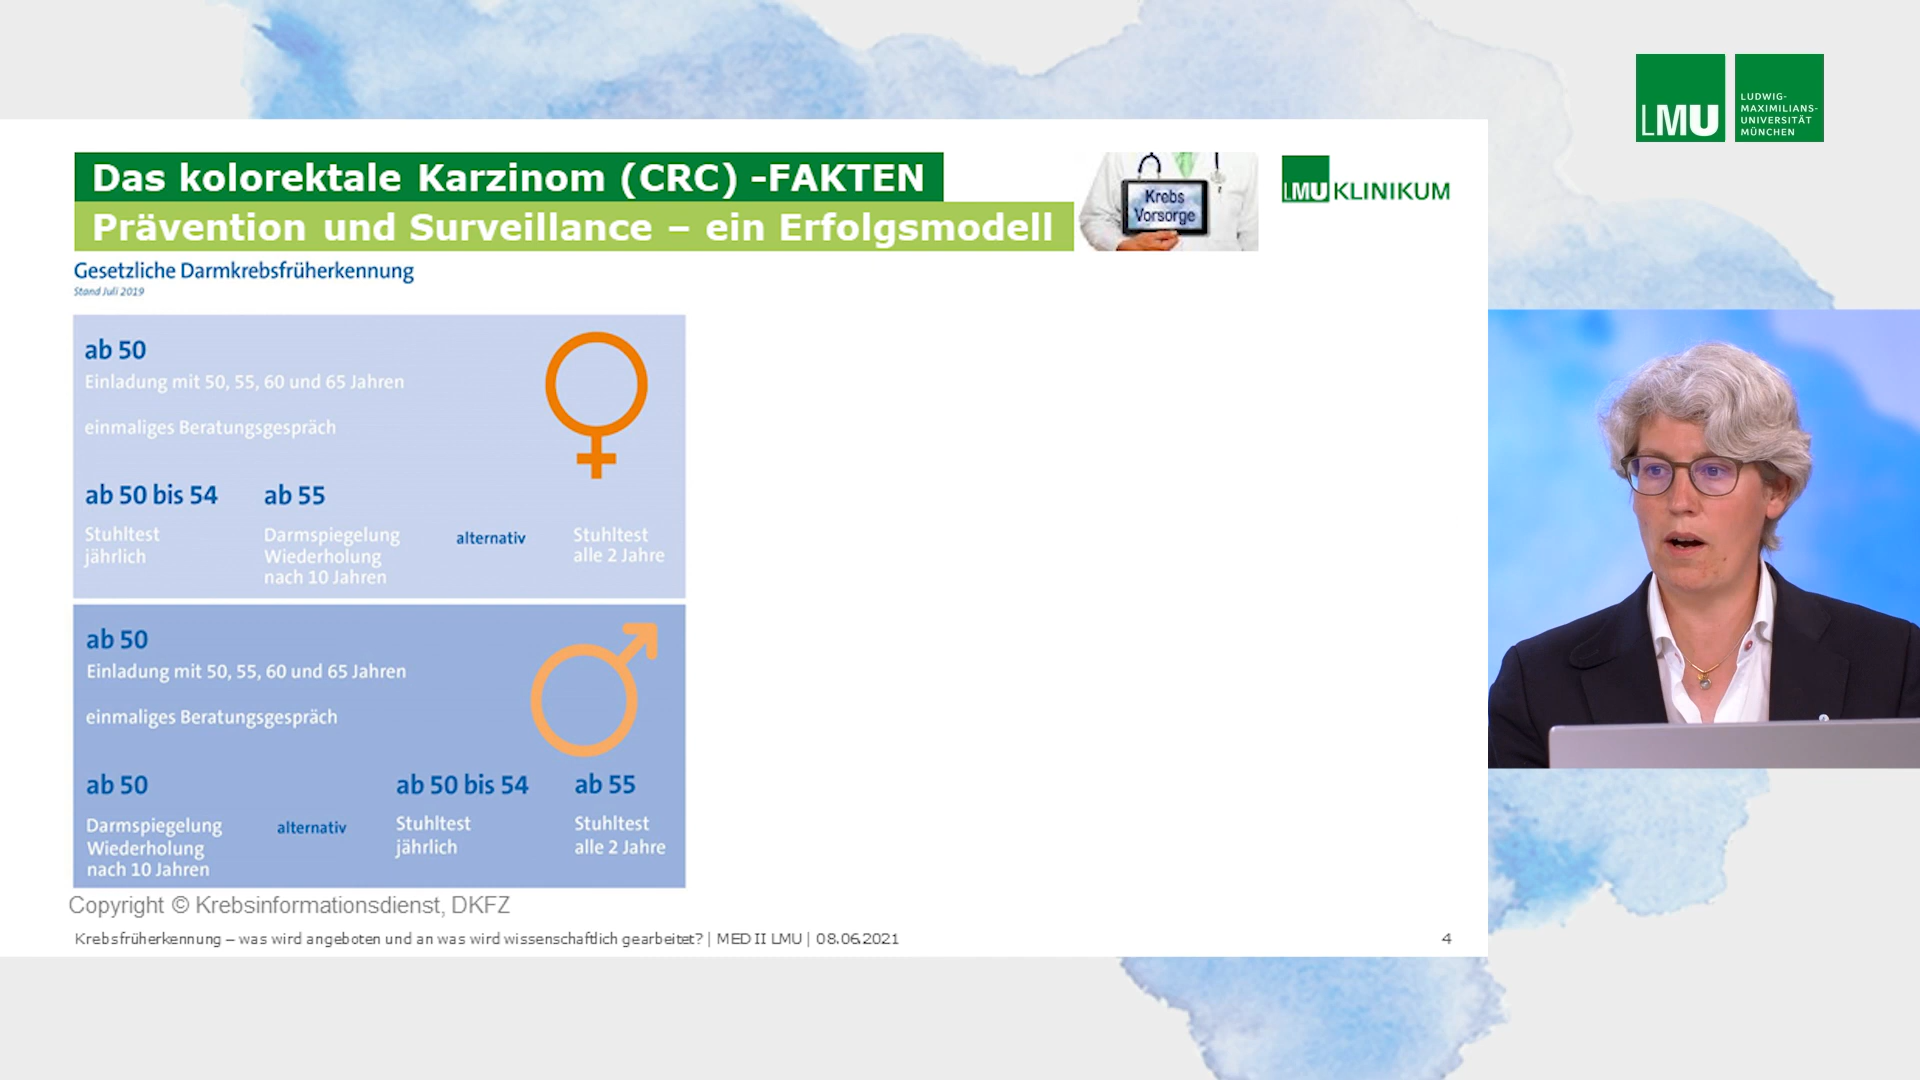 LMU
LUDWIG-
MAXIMILIANS-
UNIVERSITÄT
MÜNCHEN
Das kolorektale Karzinom (CRC) -FAKTEN
Prävention und Surveillance – ein Erfolgsmodell
Krebs
Vorsorge
LMU KLINIKUM
Gesetzliche Darmkrebsfrüherkennung
Stand Juli 2019
ab 50
Einladung mit 50, 55, 60 und 65 Jahren
einmaliges Beratungsgespräch
ab 50 bis 54
Stuhltest
jährlich
ab 55
Darmspiegelung
Wiederholung
nach 10 Jahren
alternativ
Stuhltest
alle 2 Jahre
ab 50
Einladung mit 50, 55, 60 und 65 Jahren
einmaliges Beratungsgespräch
ab 50
Darmspiegelung
Wiederholung
nach 10 Jahren
alternativ
ab 50 bis 54
Stuhltest
jährlich
ab 55
Stuhltest
alle 2 Jahre
Copyright © Krebsinformationsdienst, DKFZ
Krebsfrüherkennung – was wird angeboten und an was wird wissenschaftlich gearbeitet? | MED II LMU | 08.06.2021
4